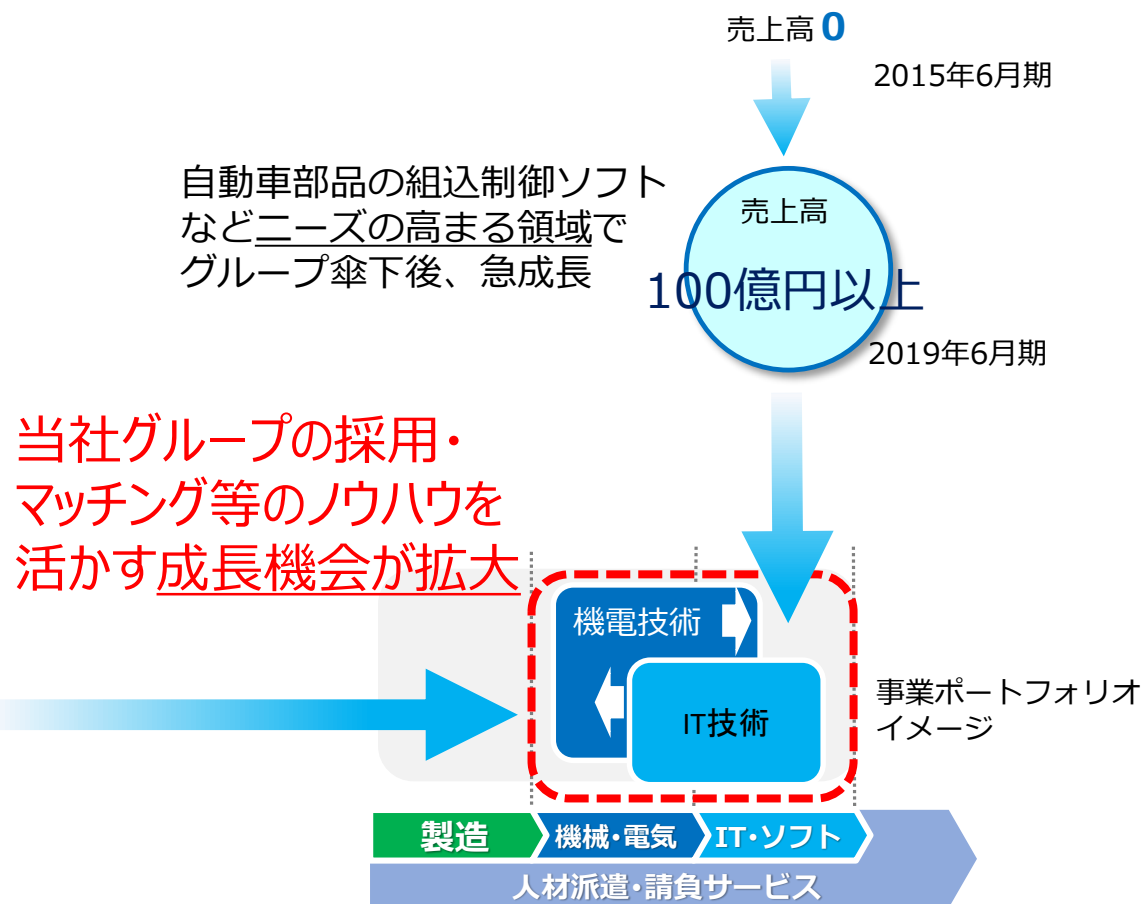 売上高 0
2015年6月期
自動車部品の組込制御ソフト
などニーズの高まる領域で
グループ傘下後、急成長
売上高
100億円以上
2019年6月期
当社グループの採用・
マッチング等のノウハウを
活かす成長機会が拡大
機電技術
IT技術
事業ポートフォリオ
イメージ
製造
機械・電気
IT・ソフト
人材派遣・請負サービス